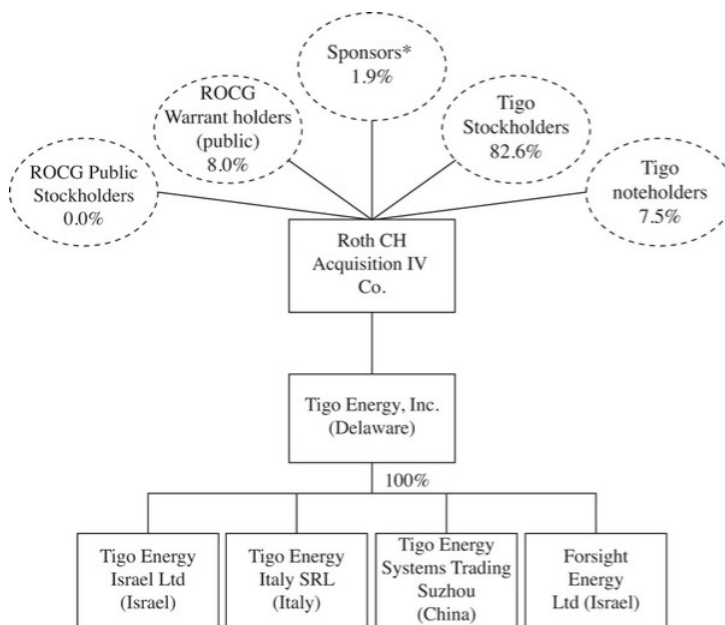 Sponsors*
1.9%
ROCG
Warrant holders
(public)
8.0%
Tigo
Stockholders
82.6%
ROCG Public
Stockholders
0.0%
Tigo
noteholders
7.5%
Roth CH
Acquisition IV
Co.
Tigo Energy, Inc.
(Delaware)
100%
Tigo Energy
Israel Ltd
(Israel)
Tigo Energy
Italy SRL
(Italy)
Tigo Energy
Systems Trading
Suzhou
(China)
Forsight
Energy
Ltd (Israel)